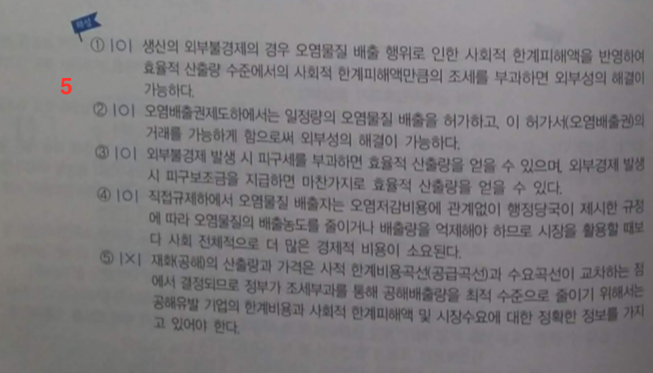 해설
① |O| 생산의 외부불경제의 경우 오염물질 배출 행위로 인한 사회적 한계피해액을 반영하여
효율적 산출량 수준에서의 사회적 한계피해액만큼의 조세를 부과하면 외부성의 해결이
가능하다.
5
② |O| 오염배출권제도하에서는 일정량의 오염물질 배출을 허가하고, 이 허가서(오염배출권)의
거래를 가능하게 함으로써 외부성의 해결이 가능하다.
③ |O| 외부불경제 발생 시 피구세를 부과하면 효율적 산출량을 얻을 수 있으며, 외부경제 발생
시 피구보조금을 지급하면 마찬가지로 효율적 산출량을 얻을 수 있다.
④ |O| 직접규제하에서 오염물질 배출자는 오염저감비용에 관계없이 행정당국이 제시한 규정
에 따라 오염물질의 배출농도를 줄이거나 배출량을 억제해야 하므로 시장을 활용할 때보
다 사회 전체적으로 더 많은 경제적 비용이 소요된다.
⑤ |X| 재화(공해)의 산출량과 가격은 사적 한계비용곡선(공급곡선)과 수요곡선이 교차하는 점
에서 결정되므로 정부가 조세부과를 통해 공해배출량을 최적 수준으로 줄이기 위해서는
공해유발 기업의 한계비용과 사회적 한계피해액 및 시장수요에 대한 정확한 정보를 가지
고 있어야 한다.